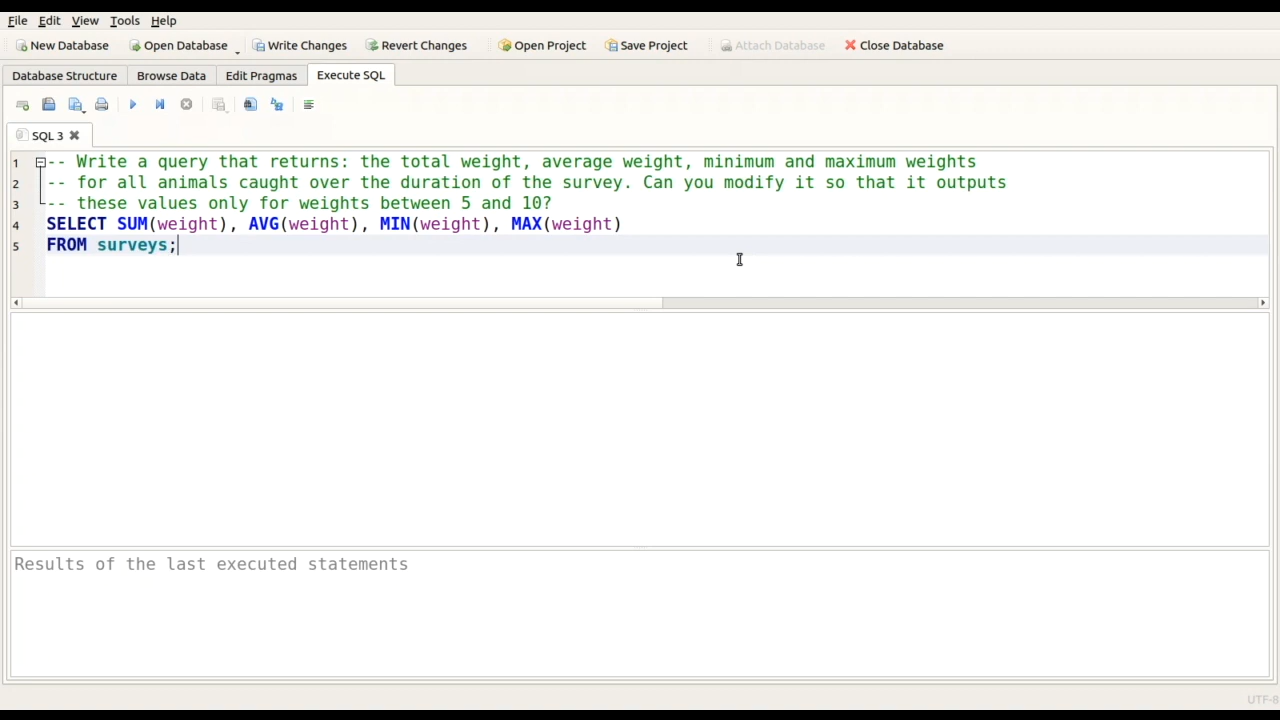 File Edit View Tools Help
New Database Open Database Write Changes Revert Changes Open Project Save Project Attach Database Close Database
Database Structure Browse Data Edit Pragmas Execute SQL
SQL 3
1 -- Write a query that returns: the total weight, average weight, minimum and maximum weights
2 -- for all animals caught over the duration of the survey. Can you modify it so that it outputs
3 -- these values only for weights between 5 and 10?
4 SELECT SUM(weight), AVG(weight), MIN(weight), MAX(weight)
5 FROM surveys;
Results of the last executed statements
UTF-8